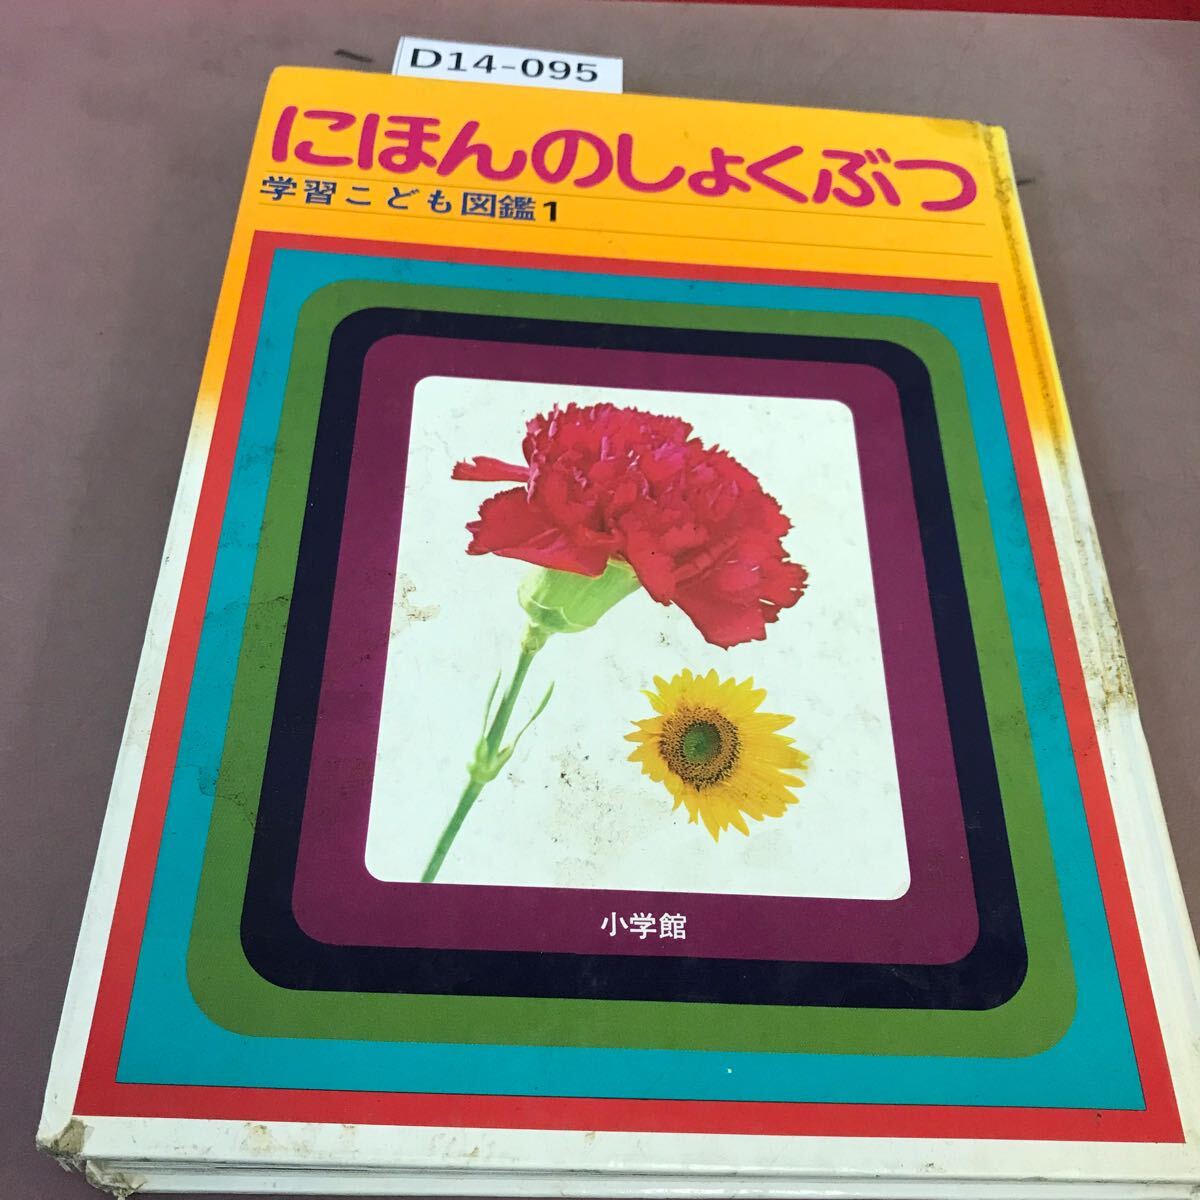 D14-095
にほんのしょくぶつ
学習こども図鑑1
小学館